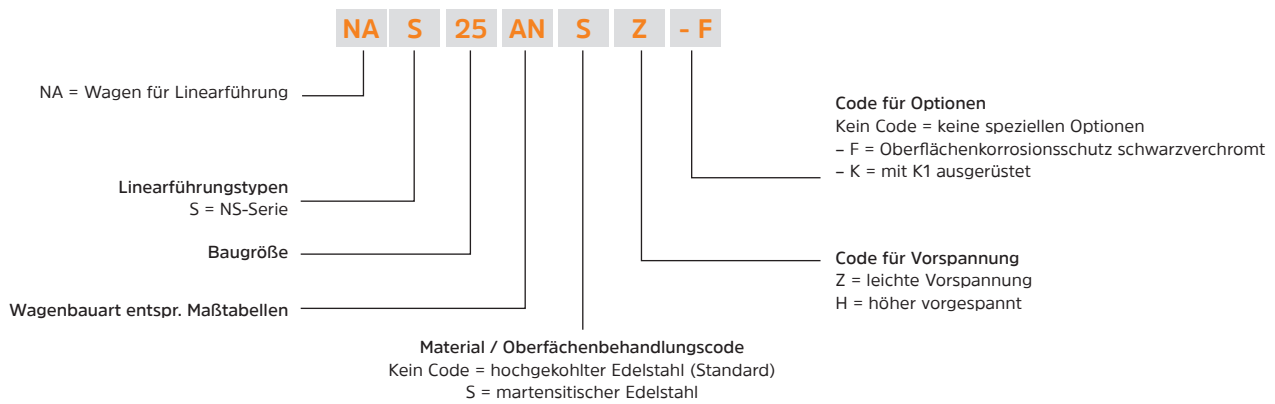 NA S 25 AN S Z - F
NA = Wagen für Linearführung
Linearführungstypen
S = NS-Serie
Baugröße
Wagenbauart entspr. Maßtabellen
Material / Oberfächenbehandlungscode
Kein Code = hochgekohlter Edelstahl (Standard)
S = martensitischer Edelstahl
Code für Optionen
Kein Code = keine speziellen Optionen
– F = Oberflächenkorrosionsschutz schwarzverchromt
– K = mit K1 ausgerüstet
Code für Vorspannung
Z = leichte Vorspannung
H = höher vorgespannt